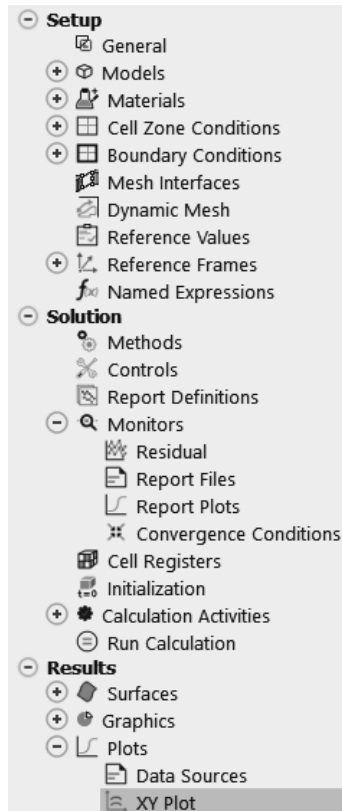 Setup
General
Models
Materials
Cell Zone Conditions
Boundary Conditions
Mesh Interfaces
Dynamic Mesh
Reference Values
Reference Frames
f(x) Named Expressions
Solution
Methods
Controls
Report Definitions
Monitors
Residual
Report Files
Report Plots
Convergence Conditions
Cell Registers
t=0 Initialization
Calculation Activities
Run Calculation
Results
Surfaces
Graphics
Plots
Data Sources
XY Plot